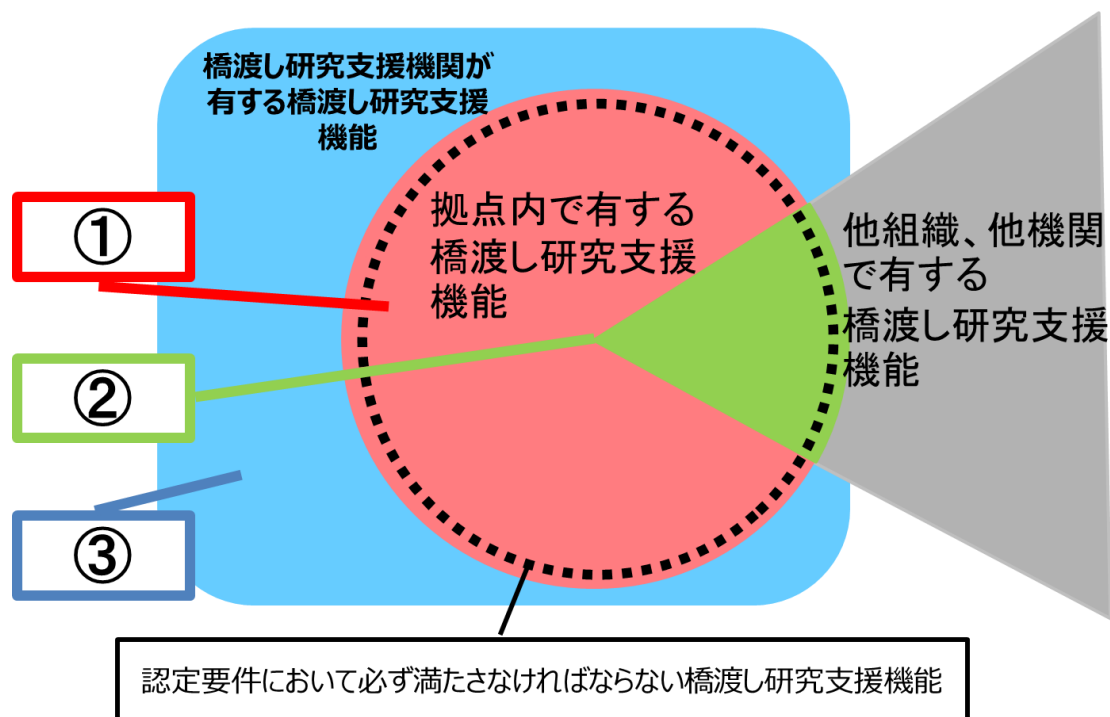 橋渡し研究支援機関が
有する橋渡し研究支援
機能
拠点内で有する
橋渡し研究支援
機能
他組織、他機関
で有する
橋渡し研究支援
機能
①
②
③
認定要件において必ず満たさなければならない橋渡し研究支援機能